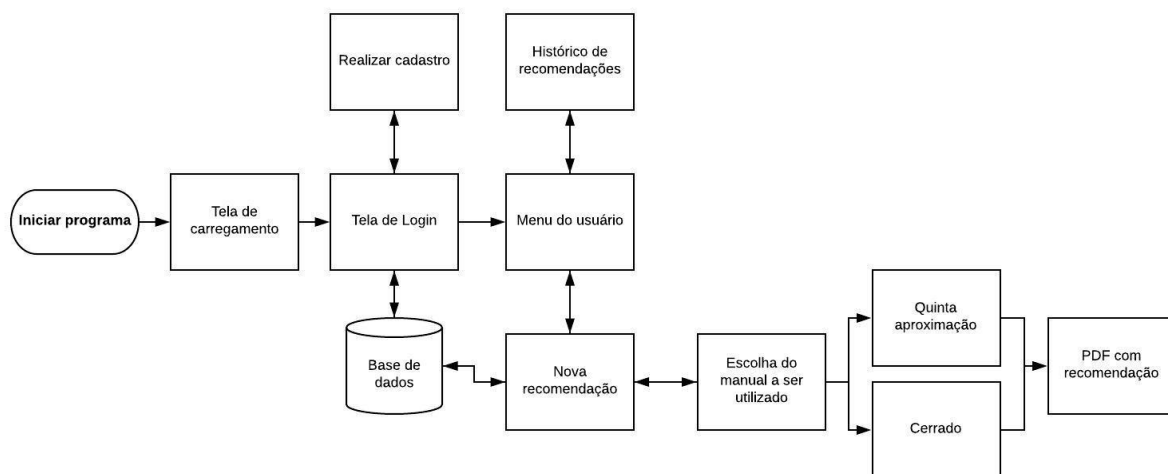 Realizar cadastro
Histórico de
recomendações
Iniciar programa
Tela de
carregamento
Tela de Login
Menu do usuário
Base de
dados
Nova
recomendação
Escolha do
manual a ser
utilizado
Quinta
aproximação
Cerrado
PDF com
recomendação